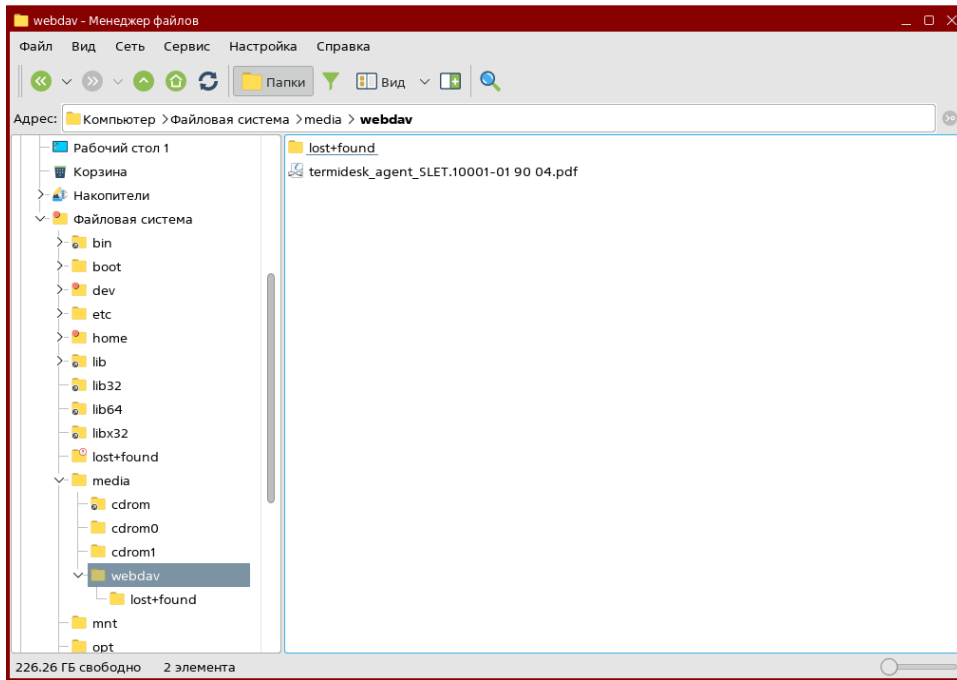 webdav – Менеджер файлов
Файл Вид Сеть Сервис Настройка Справка
Папки Вид
Адрес: Компьютер > Файловая система > media > webdav
Рабочий стол 1
Корзина
Накопители
Файловая система
bin
boot
dev
etc
home
lib
lib32
lib64
libx32
lost+found
media
cdrom
cdrom0
cdrom1
webdav
lost+found
mnt
opt
lost+found
termidesk_agent_SLET.10001-01 90 04.pdf
226.26 ГБ свободно 2 элемента